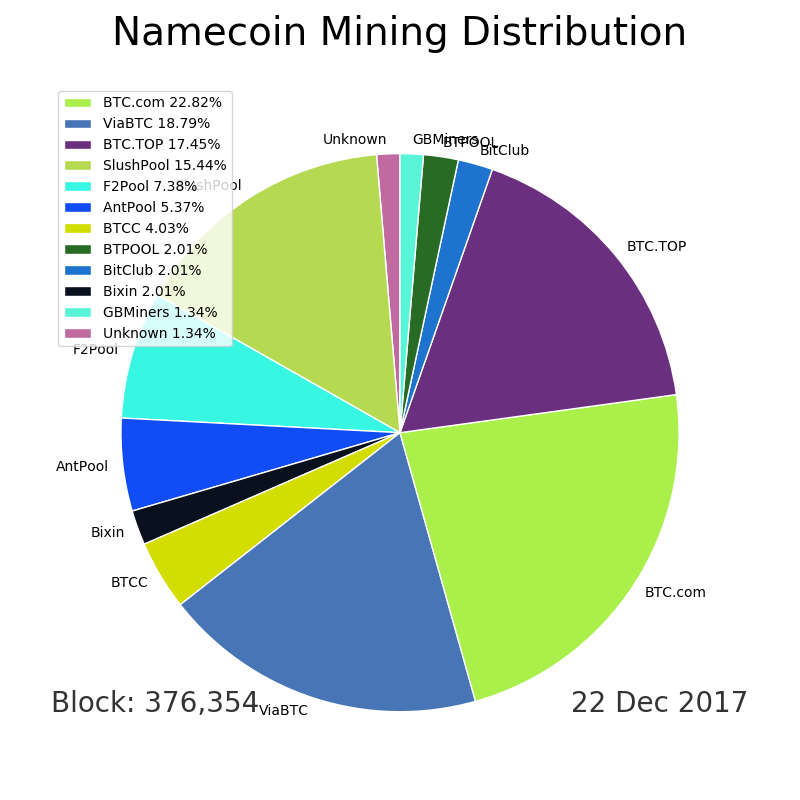 Namecoin Mining Distribution
BTC.com 22.82%
ViaBTC 18.79%
BTC.TOP 17.45%
SlushPool 15.44%
F2Pool 7.38%
AntPool 5.37%
BTCC 4.03%
BTPOOL 2.01%
BitClub 2.01%
Bixin 2.01%
GBMiners 1.34%
Unknown 1.34%
Unknown
GBMiners
BTPOOL
BitClub
SlushPool
BTC.TOP
F2Pool
AntPool
Bixin
BTCC
BTC.com
ViaBTC
Block: 376,354
22 Dec 2017